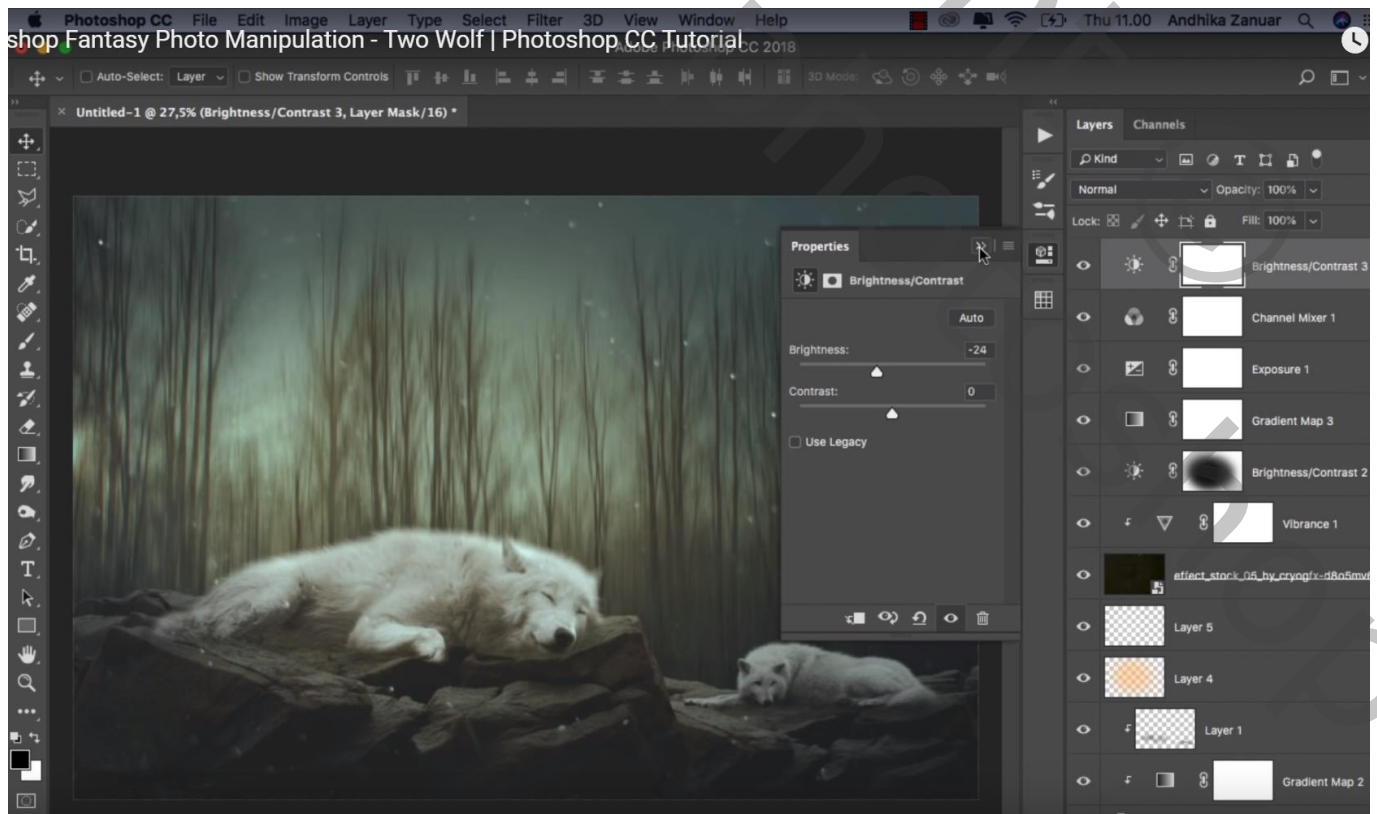 Photoshop CC File Edit Image Layer Type Select Filter 3D View Window Help Thu 11.00 Andhika Zanuar
shop Fantasy Photo Manipulation - Two Wolf | Photoshop CC Tutorial
CC 2018
Auto-Select: Layer Show Transform Controls 3D Mode:
Untitled-1 @ 27,5% (Brightness/Contrast 3, Layer Mask/16) *
Layers Channels
Kind
Normal Opacity: 100%
Lock: Fill: 100%
Properties
Brightness/Contrast
Auto
Brightness: -24
Contrast: 0
Use Legacy
Brightness/Contrast 3
Channel Mixer 1
Exposure 1
Gradient Map 3
Brightness/Contrast 2
Vibrance 1
effect_stock_05_by_cryogfx-d8o5mv
Layer 5
Layer 4
Layer 1
Gradient Map 2